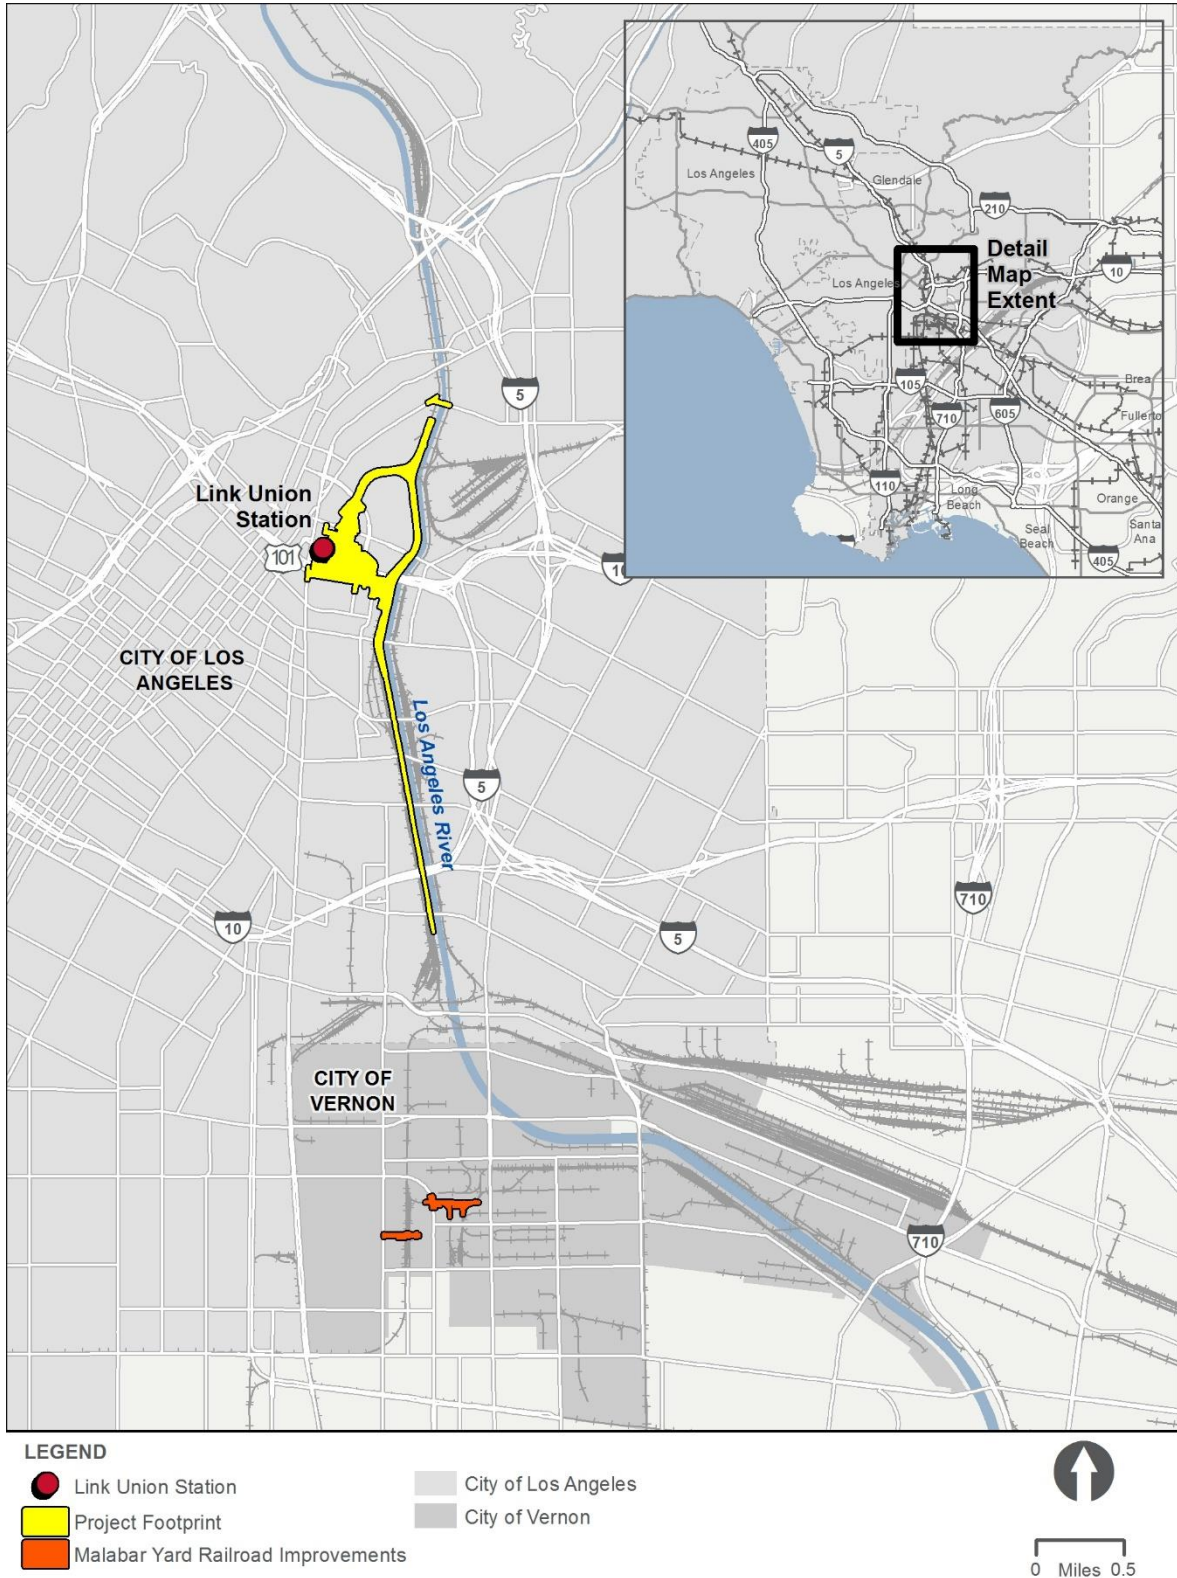 405
5
Los Angeles
Glendale
210
Detail
Map
Extent
10
Los Angeles
105
710
605
Brea
110
Long
Beach
Orange
Seal
Beach
Santa
Ana
405
5
Link Union
Station
101
10
CITY OF LOS
ANGELES
Los Angeles River
5
710
10
5
CITY OF
VERNON
710
LEGEND
Link Union Station
Project Footprint
Malabar Yard Railroad Improvements
City of Los Angeles
City of Vernon
0 Miles 0.5